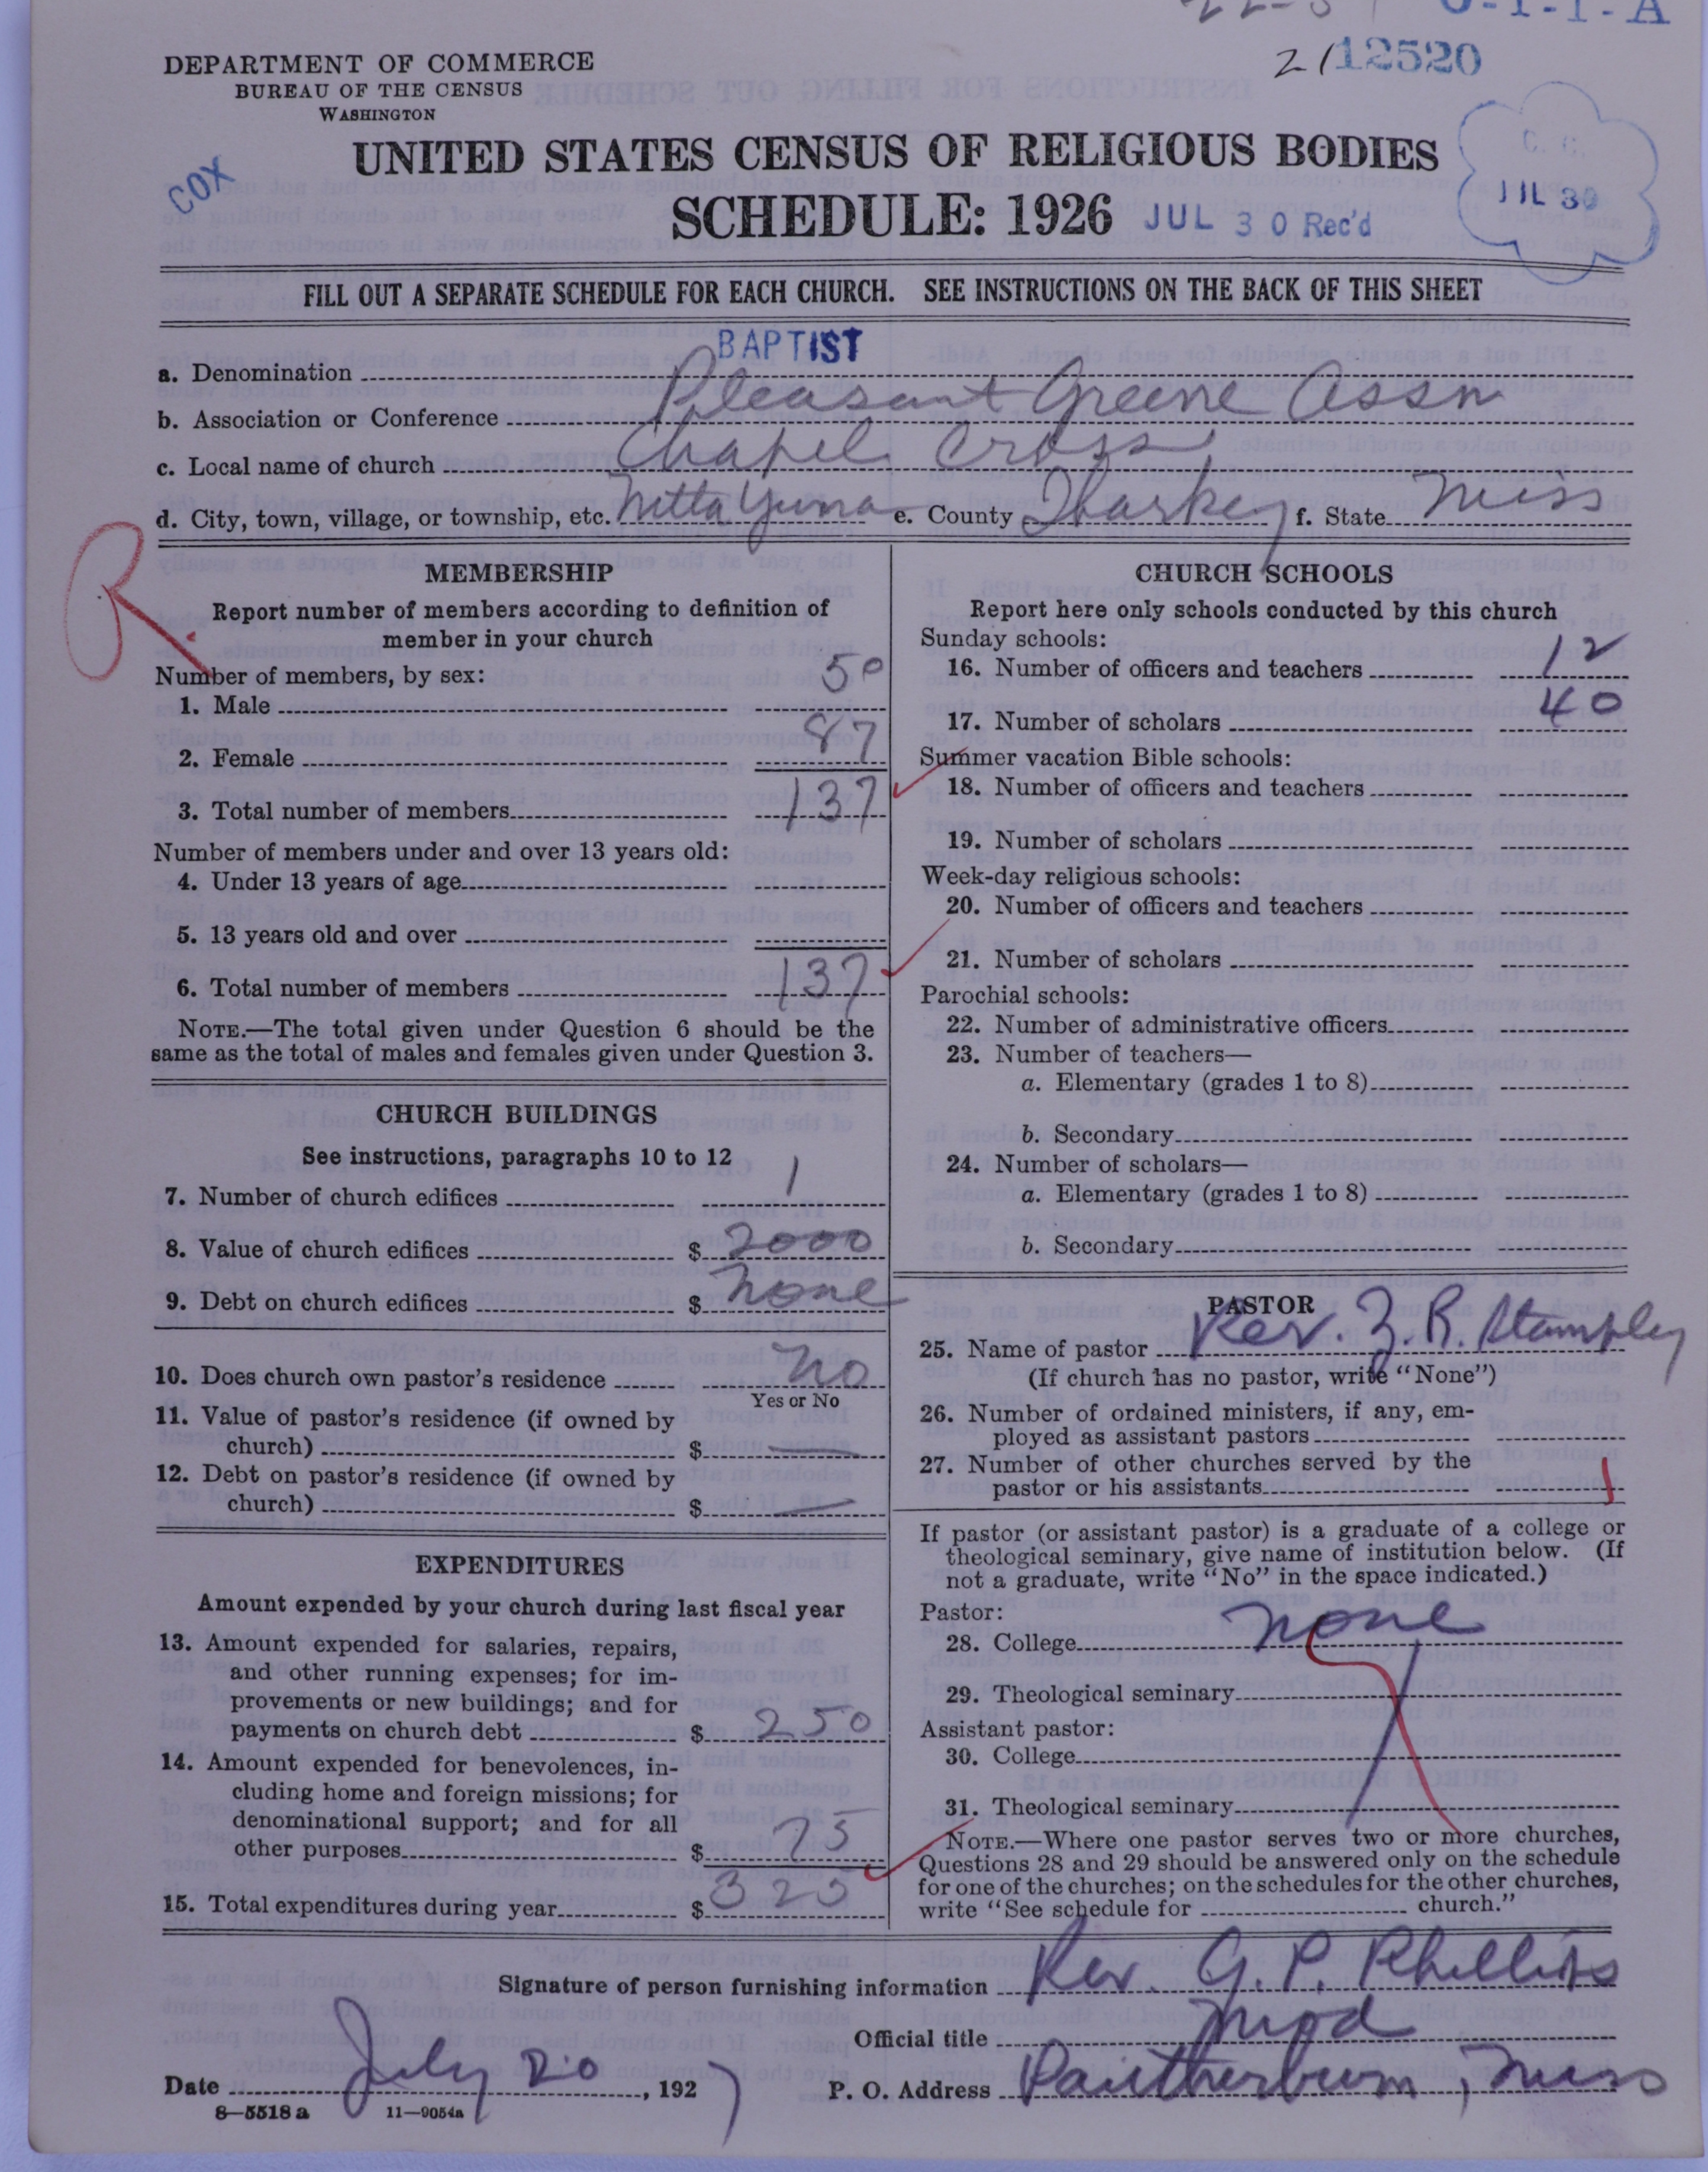 0-1-1-A
2/12520
DEPARTMENT OF COMMERCE
BUREAU OF THE CENSUS
WASHINGTON
COX
UNITED STATES CENSUS OF RELIGIOUS BODIES
SCHEDULE: 1926 JUL 30 Rec'd
C. C.
JUL 30
FILL OUT A SEPARATE SCHEDULE FOR EACH CHURCH. SEE INSTRUCTIONS ON THE BACK OF THIS SHEET
a. Denomination BAPTIST
b. Association or Conference Pleasant Greene Assn
c. Local name of church Chapel Cross
d. City, town, village, or township, etc. Nitta Yuma e. County Sharkey f. State Miss
R.
MEMBERSHIP
Report number of members according to definition of
member in your church
Number of members, by sex:
1. Male 50
2. Female 87
3. Total number of members 137
Number of members under and over 13 years old:
4. Under 13 years of age
5. 13 years old and over
6. Total number of members 137
NOTE.—The total given under Question 6 should be the
same as the total of males and females given under Question 3.
CHURCH BUILDINGS
See instructions, paragraphs 10 to 12
7. Number of church edifices 1
8. Value of church edifices $ 2000
9. Debt on church edifices $ none
10. Does church own pastor's residence No
Yes or No
11. Value of pastor's residence (if owned by
church) $ —
12. Debt on pastor's residence (if owned by
church) $ —
EXPENDITURES
Amount expended by your church during last fiscal year
13. Amount expended for salaries, repairs,
and other running expenses; for im-
provements or new buildings; and for
payments on church debt $ 250
14. Amount expended for benevolences, in-
cluding home and foreign missions; for
denominational support; and for all
other purposes $ 75
15. Total expenditures during year $ 325
CHURCH SCHOOLS
Report here only schools conducted by this church
Sunday schools:
16. Number of officers and teachers 12
17. Number of scholars 40
Summer vacation Bible schools:
18. Number of officers and teachers
19. Number of scholars
Week-day religious schools:
20. Number of officers and teachers
21. Number of scholars
Parochial schools:
22. Number of administrative officers
23. Number of teachers—
a. Elementary (grades 1 to 8)
b. Secondary
24. Number of scholars—
a. Elementary (grades 1 to 8)
b. Secondary
PASTOR
25. Name of pastor Rev. Z. R. Stampley
(If church has no pastor, write "None")
26. Number of ordained ministers, if any, em-
ployed as assistant pastors
27. Number of other churches served by the
pastor or his assistants 1
If pastor (or assistant pastor) is a graduate of a college or
theological seminary, give name of institution below. (If
not a graduate, write "No" in the space indicated.)
Pastor:
28. College none
29. Theological seminary
Assistant pastor:
30. College
31. Theological seminary
NOTE.—Where one pastor serves two or more churches,
Questions 28 and 29 should be answered only on the schedule
for one of the churches; on the schedules for the other churches,
write "See schedule for church."
Signature of person furnishing information Rev. G. P. Phillips
Official title Mod
Date July 20, 1927 P. O. Address Pantherburn, Miss
8—5518 a 11—9054a